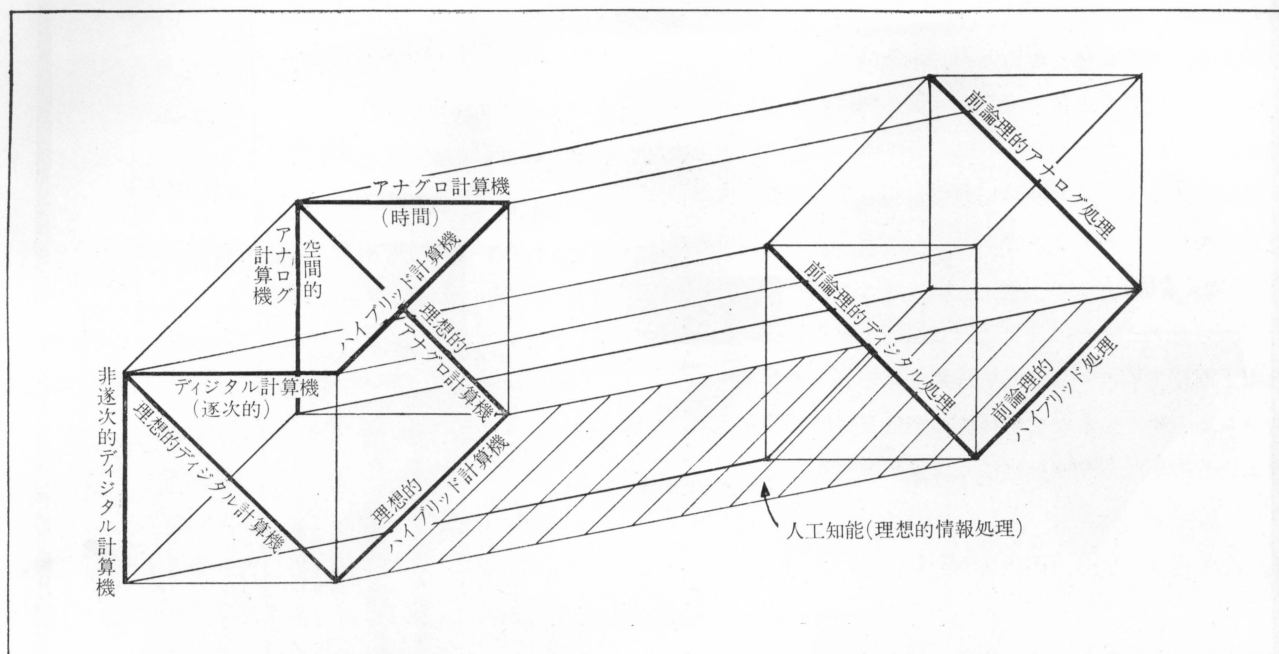 アナグロ計算機
(時間)
空間的
アナログ
計算機
ハイブリッド計算機
理想的
アナグロ計算機
ディジタル計算機
(逐次的)
非逐次的ディジタル計算機
理想的ディジタル計算機
理想的
ハイブリッド計算機
前論理的アナログ処理
前論理的ディジタル処理
前論理的
ハイブリッド処理
人工知能(理想的情報処理)